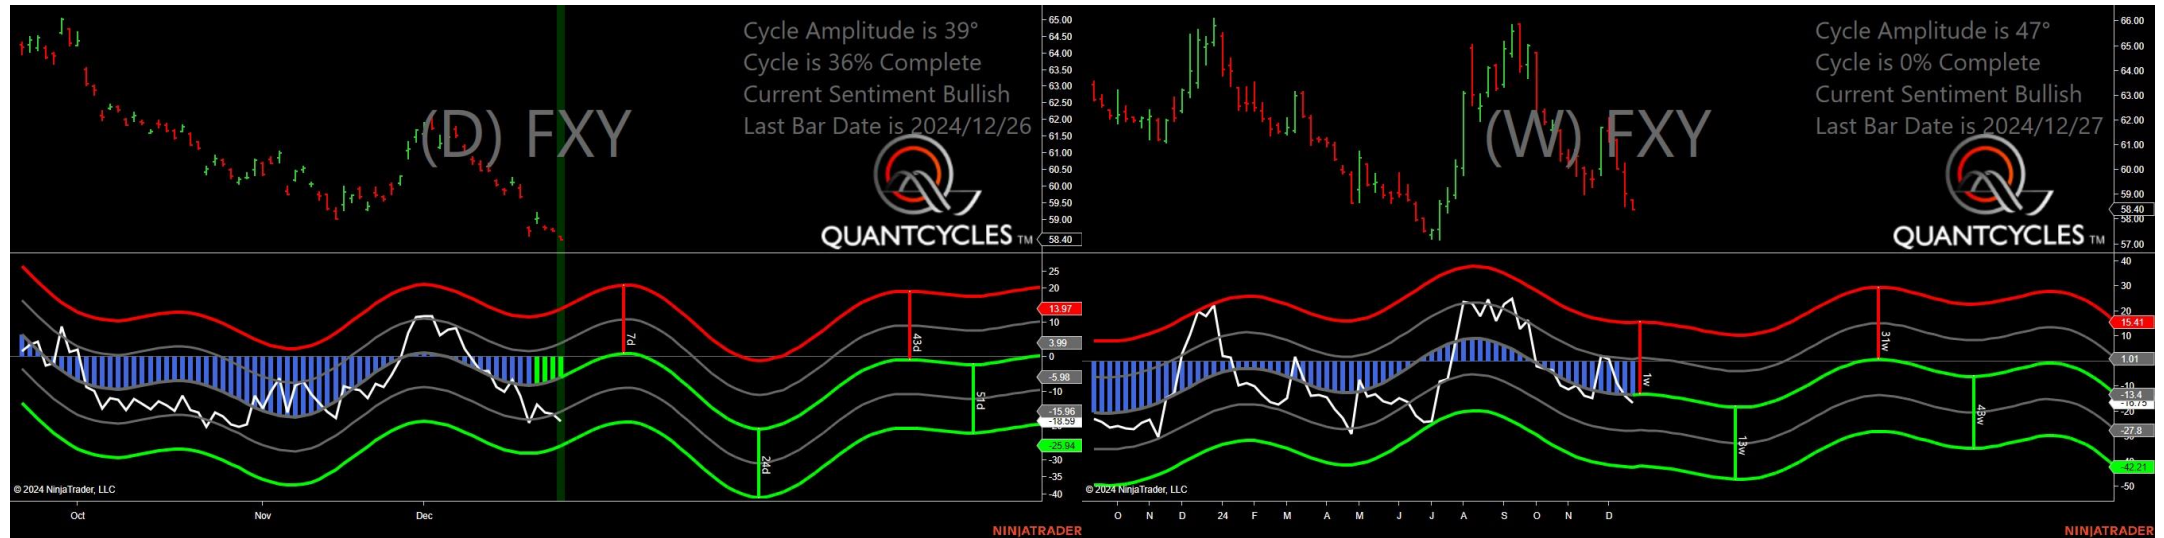 Cycle Amplitude is 39°
Cycle is 36% Complete
Current Sentiment Bullish
Last Bar Date is 2024/12/26
(D) FXY
QUANTCYCLES TM
65.00
64.50
64.00
63.50
63.00
62.50
62.00
61.50
61.00
60.50
60.00
59.50
59.00
58.40
25
20
13.97
10
3.99
0
-5.98
-10
-15.96
-18.59
-25.94
-30
-35
-40
7d
24d
43d
51d
© 2024 NinjaTrader, LLC
Oct Nov Dec
NINJATRADER
Cycle Amplitude is 47°
Cycle is 0% Complete
Current Sentiment Bullish
Last Bar Date is 2024/12/27
(W) FXY
QUANTCYCLES TM
66.00
65.00
64.00
63.00
62.00
61.00
60.00
59.00
58.40
58.00
57.00
40
30
20
15.41
10
1.01
-10
-13.4
-16.75
-20
-27.8
-42.21
-50
1w
13w
31w
43w
© 2024 NinjaTrader, LLC
O N D 24 F M A M J J A S O N D
NINJATRADER